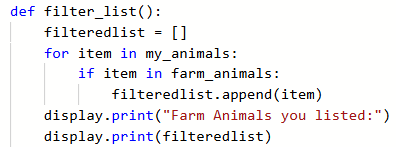 def filter_list():
    filteredlist = []
    for item in my_animals:
        if item in farm_animals:
            filteredlist.append(item)
    display.print("Farm Animals you listed:")
    display.print(filteredlist)